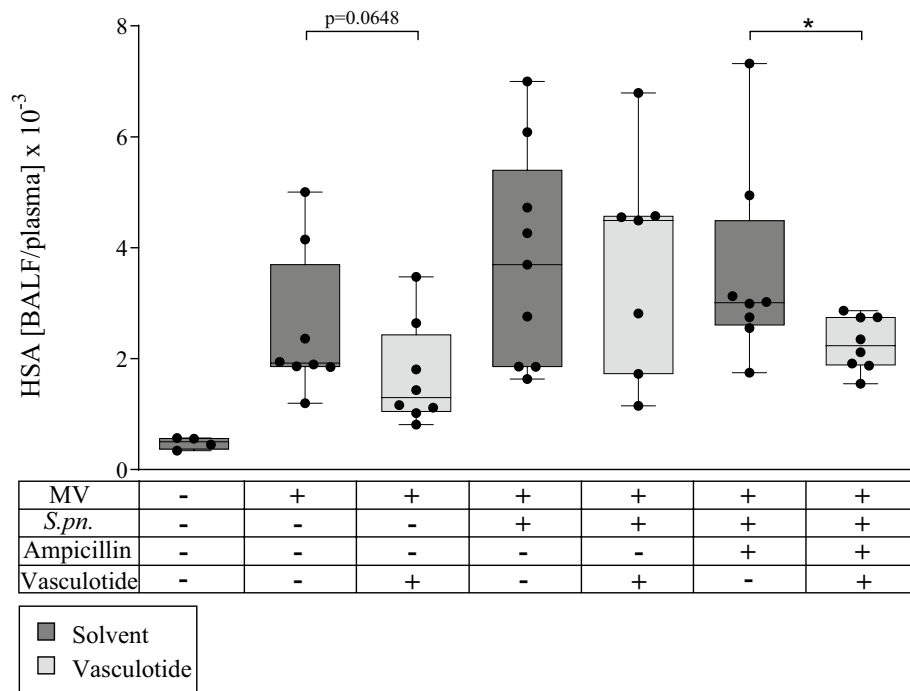 p=0.0648
*
8
6
4
2
0
HSA [BALF/plasma] x 10⁻³
MV - + + + + + +
S.pn. - - - + + + +
Ampicillin - - - - - + +
Vasculotide - - + - + - +
Solvent
Vasculotide